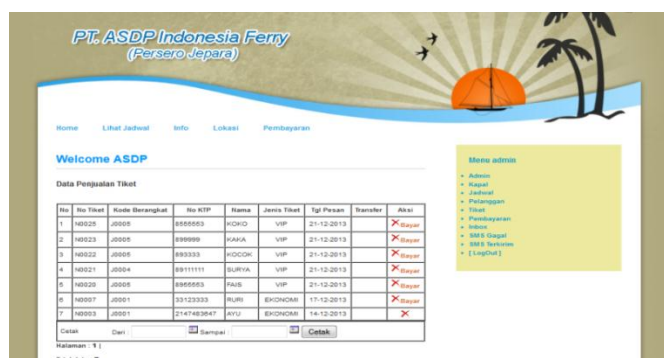 PT. ASDP Indonesia Ferry
(Persero Jepara)
Home Lihat Jadwal Info Lokasi Pembayaran
Welcome ASDP
Data Penjualan Tiket
No No Tiket Kode Berangkat No KTP Nama Jenis Tiket Tgl Pesan Transfer Aksi
1 N0025 J0005 8555553 KOKO VIP 21-12-2013 Bayar
2 N0023 J0005 899999 KAKA VIP 21-12-2013 Bayar
3 N0022 J0005 893333 KOCOK VIP 21-12-2013 Bayar
4 N0021 J0004 89111111 SURYA VIP 21-12-2013 Bayar
5 N0020 J0005 8955553 FAIS VIP 21-12-2013 Bayar
6 N0007 J0001 33123333 RURI EKONOMI 17-12-2013 Bayar
7 N0003 J0001 2147483647 AYU EKONOMI 14-12-2013
Cetak Dari : Sampai : Cetak
Halaman : 1 |
Menu admin
Admin
Kapal
Jadwal
Pelanggan
Tiket
Pembayaran
Inbox
SMS Gagal
SMS Terkirim
[ LogOut ]